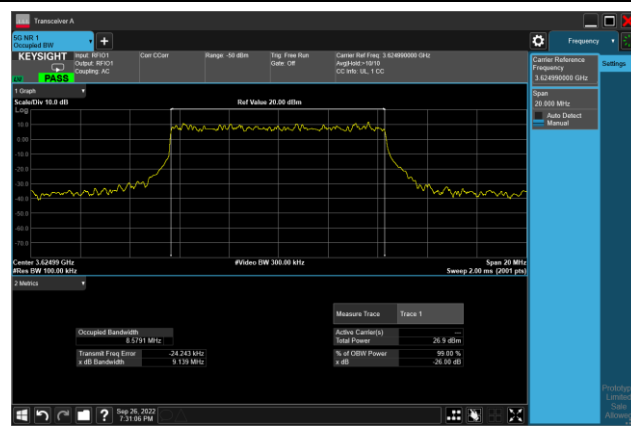 Transceiver A
5G NR 1
Occupied BW
Frequency
KEYSIGHT
Input: RFIO1
Output: RFIO1
Coupling: AC
Corr CCorr
Range: -50 dBm
Trig: Free Run
Gate: Off
Carrier Ref Freq: 3.624990000 GHz
Avg|Hold:>10/10
CC Info: UL, 1 CC
PASS
Carrier Reference
Frequency
3.624990000 GHz
Settings
Span
20.000 MHz
Auto Detect
Manual
1 Graph
Scale/Div 10.0 dB
Ref Value 20.00 dBm
Log
10.0
0.00
-10.0
-20.0
-30.0
-40.0
-50.0
-60.0
-70.0
Center 3.62499 GHz
#Video BW 300.00 kHz
Span 20 MHz
#Res BW 100.00 kHz
Sweep 2.00 ms (2001 pts)
2 Metrics
Measure Trace
Trace 1
Occupied Bandwidth
8.5791 MHz
Active Carrier(s)
---
Total Power
26.9 dBm
Transmit Freq Error
-24.243 kHz
% of OBW Power
99.00 %
x dB Bandwidth
9.139 MHz
x dB
-26.00 dB
Sep 26, 2022
7:31:06 PM
Prototype
Limited
Sale
Allowed